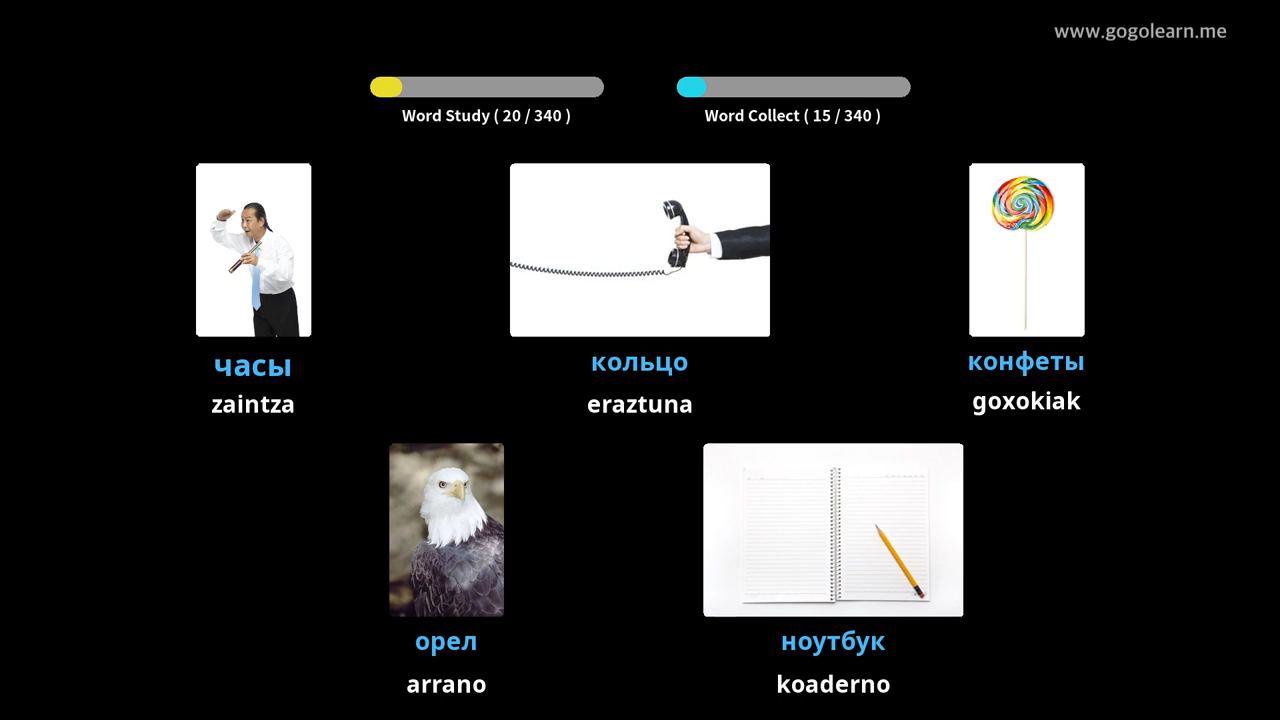 www.gogolearn.me
Word Study ( 20 / 340 )
Word Collect ( 15 / 340 )
часы
zaintza
кольцо
eraztuna
конфеты
goxokiak
орел
arrano
ноутбук
koaderno